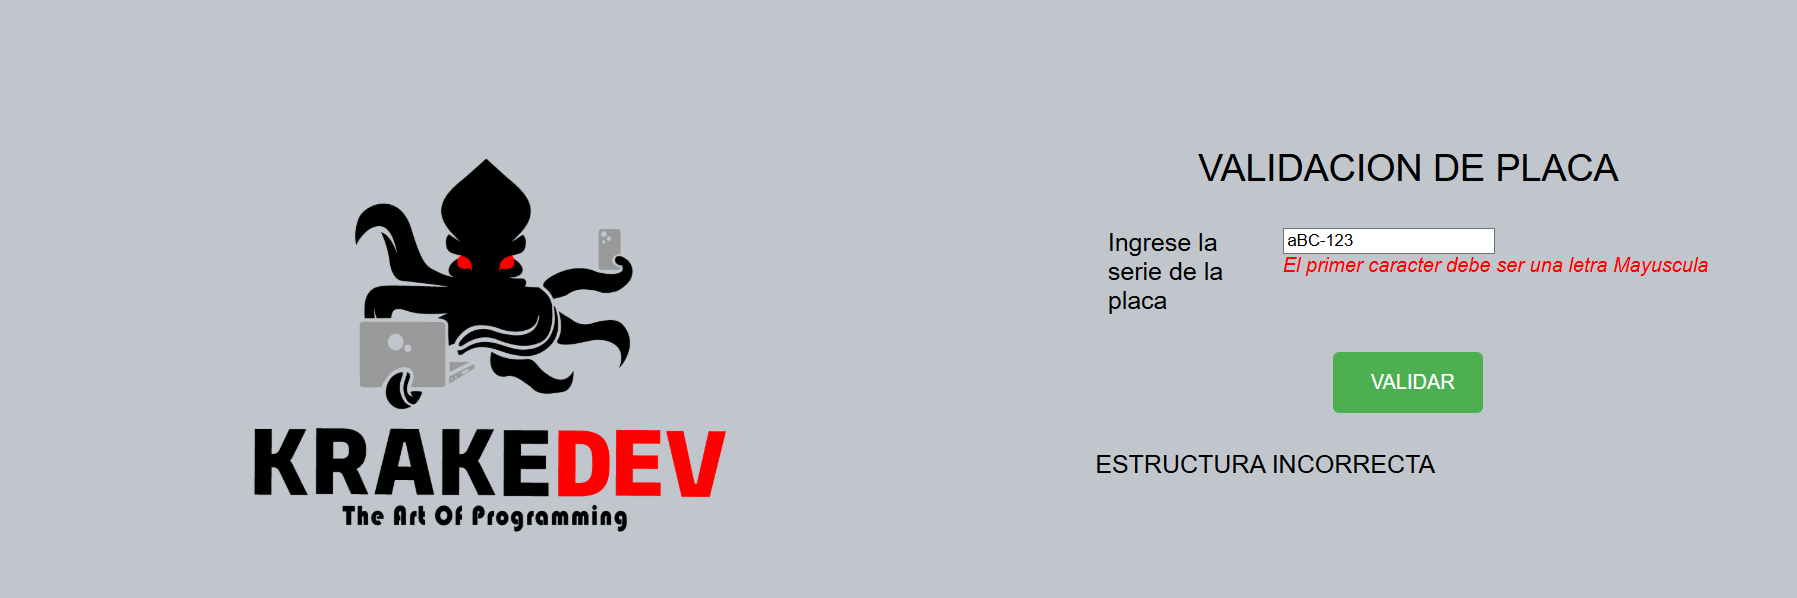 VALIDACION DE PLACA
Ingrese la
serie de la
placa
aBC-123
El primer caracter debe ser una letra Mayuscula
VALIDAR
ESTRUCTURA INCORRECTA
KRAKEDEV
The Art Of Programming